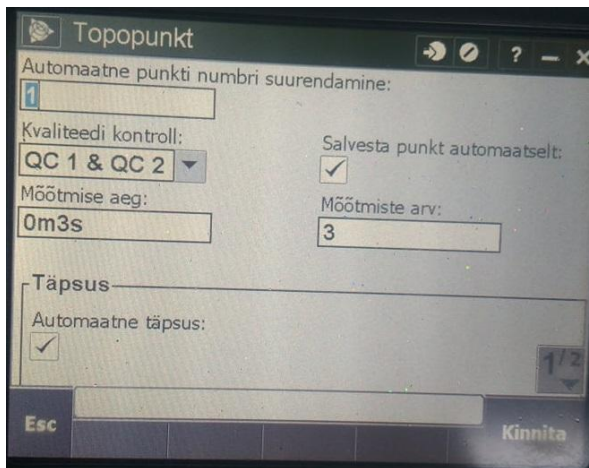 Topopunkt
? — ×
Automaatne punkti numbri suurendamine:
1
Kvaliteedi kontroll:
Salvesta punkt automaatselt:
QC 1 & QC 2
Mõõtmise aeg:
Mõõtmiste arv:
0m3s
3
Täpsus
Automaatne täpsus:
1/2
Esc
Kinnita